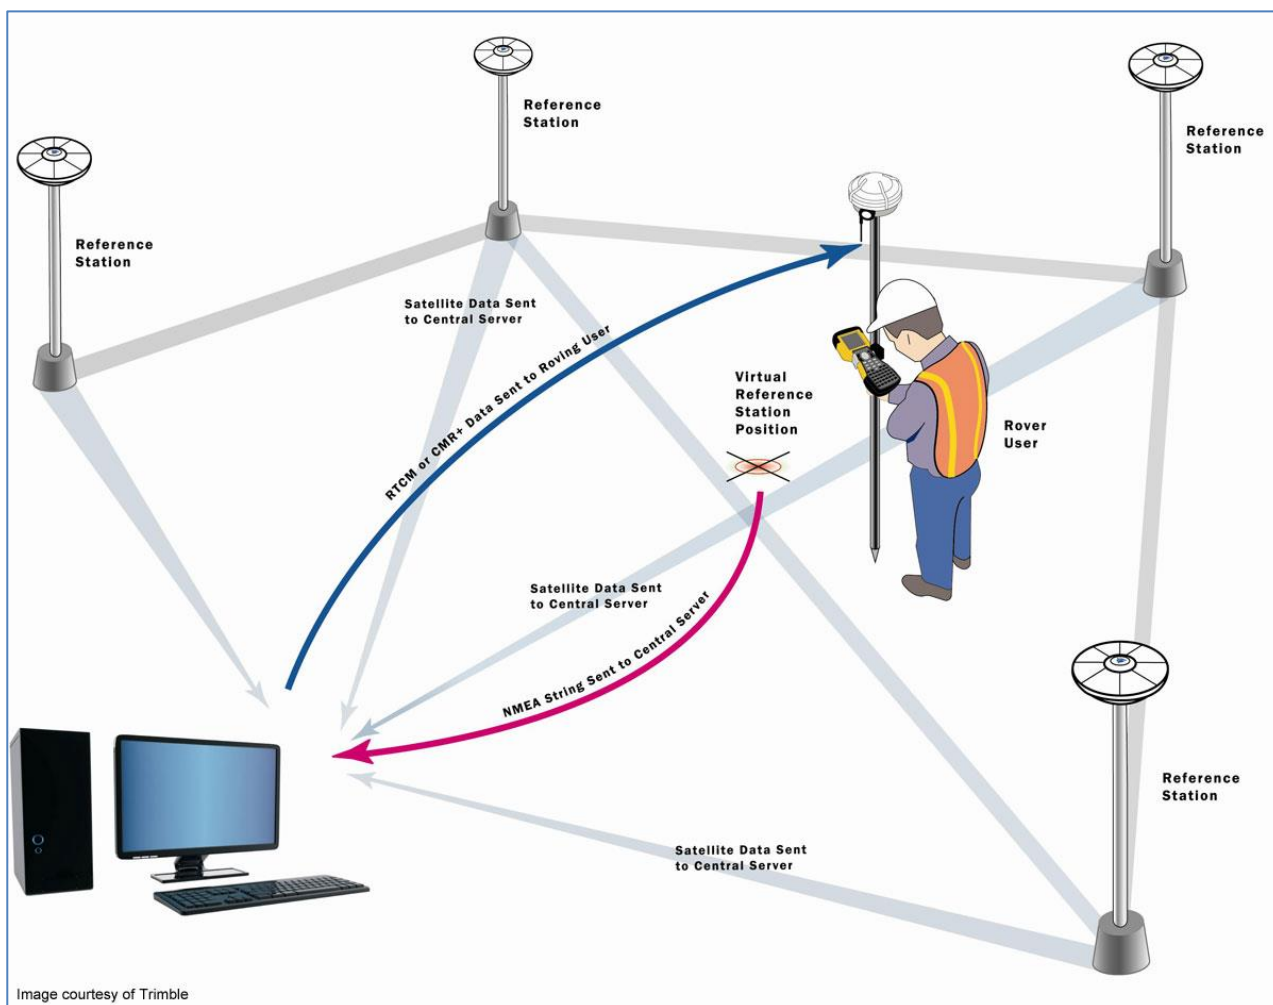 Reference
Station
Reference
Station
Reference
Station
Reference
Station
Satellite Data Sent
to Central Server
RTCM or CMR+ Data Sent to Roving User
Virtual
Reference
Station
Position
Rover
User
Satellite Data Sent
to Central Server
NMEA String Sent to Central Server
Reference
Station
Satellite Data Sent
to Central Server
Image courtesy of Trimble